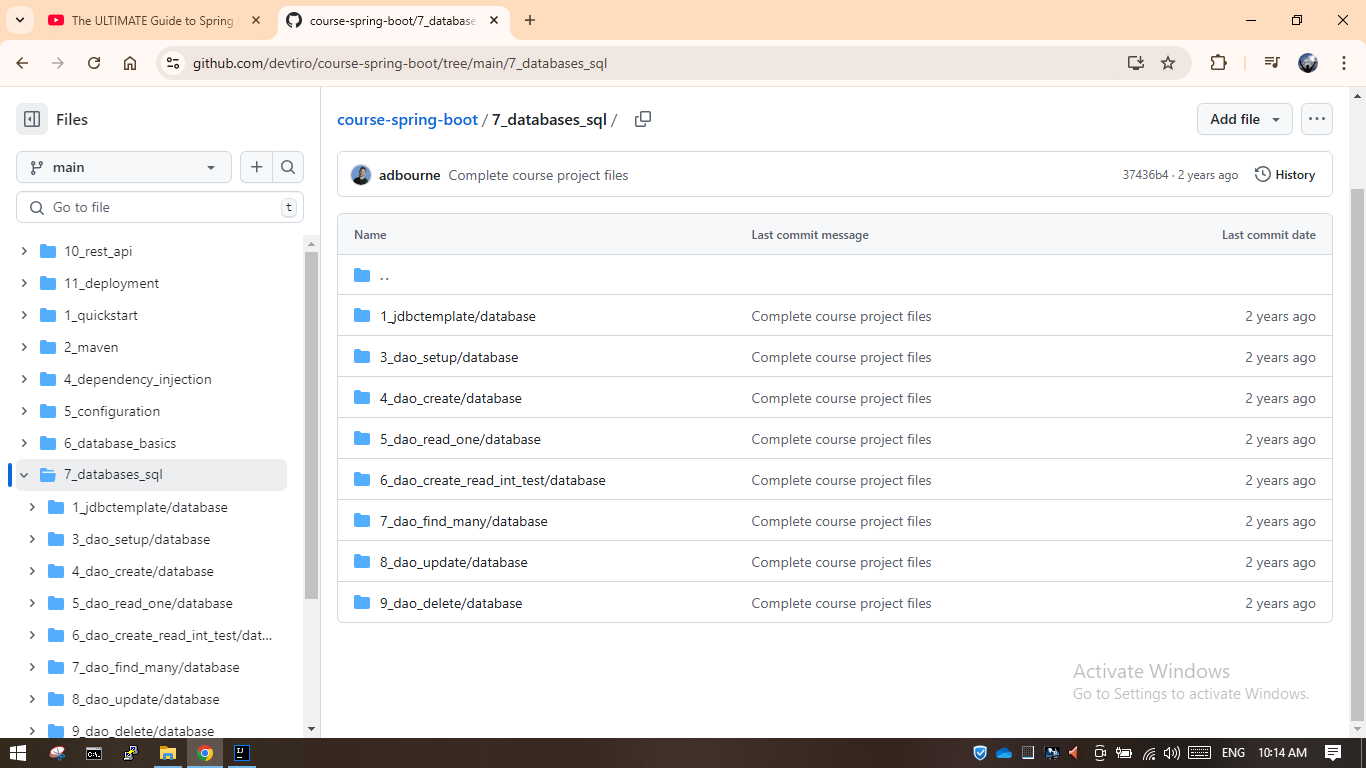 The ULTIMATE Guide to Spring
course-spring-boot/7_database
github.com/devtiro/course-spring-boot/tree/main/7_databases_sql
Files
main
Go to file
t
10_rest_api
11_deployment
1_quickstart
2_maven
4_dependency_injection
5_configuration
6_database_basics
7_databases_sql
1_jdbctemplate/database
3_dao_setup/database
4_dao_create/database
5_dao_read_one/database
6_dao_create_read_int_test/dat...
7_dao_find_many/database
8_dao_update/database
9_dao_delete/database
course-spring-boot / 7_databases_sql /
Add file
adbourne Complete course project files
37436b4 · 2 years ago
History
Name Last commit message Last commit date
..
1_jdbctemplate/database Complete course project files 2 years ago
3_dao_setup/database Complete course project files 2 years ago
4_dao_create/database Complete course project files 2 years ago
5_dao_read_one/database Complete course project files 2 years ago
6_dao_create_read_int_test/database Complete course project files 2 years ago
7_dao_find_many/database Complete course project files 2 years ago
8_dao_update/database Complete course project files 2 years ago
9_dao_delete/database Complete course project files 2 years ago
Activate Windows
Go to Settings to activate Windows.
ENG 10:14 AM